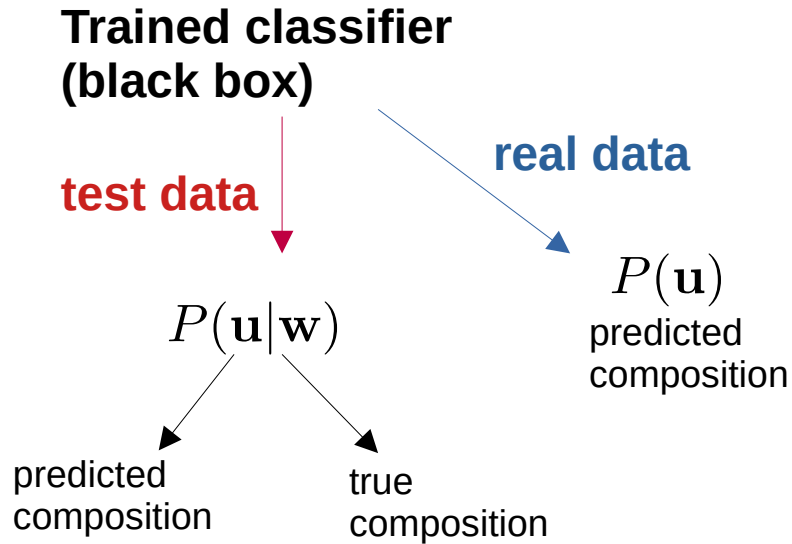 Trained classifier
(black box)
real data
test data
P(u)
predicted
composition
P(u|w)
predicted
composition
true
composition